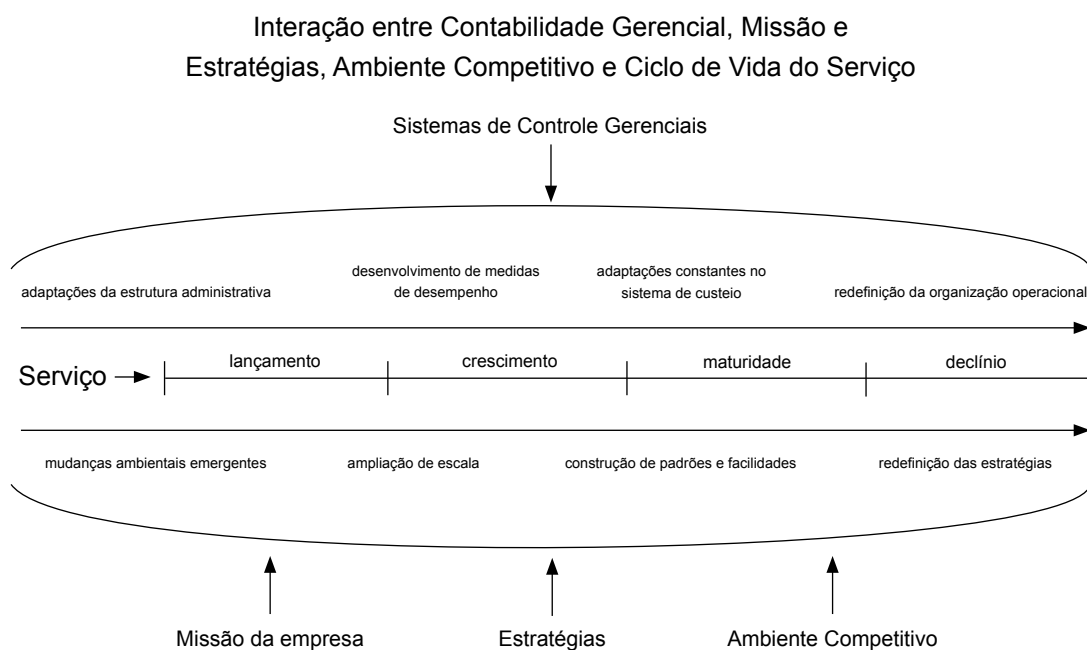 Interação entre Contabilidade Gerencial, Missão e
Estratégias, Ambiente Competitivo e Ciclo de Vida do Serviço
Sistemas de Controle Gerenciais
adaptações da estrutura administrativa
desenvolvimento de medidas
de desempenho
adaptações constantes no
sistema de custeio
redefinição da organização operacional
Serviço
lançamento
crescimento
maturidade
declínio
mudanças ambientais emergentes
ampliação de escala
construção de padrões e facilidades
redefinição das estratégias
Missão da empresa
Estratégias
Ambiente Competitivo